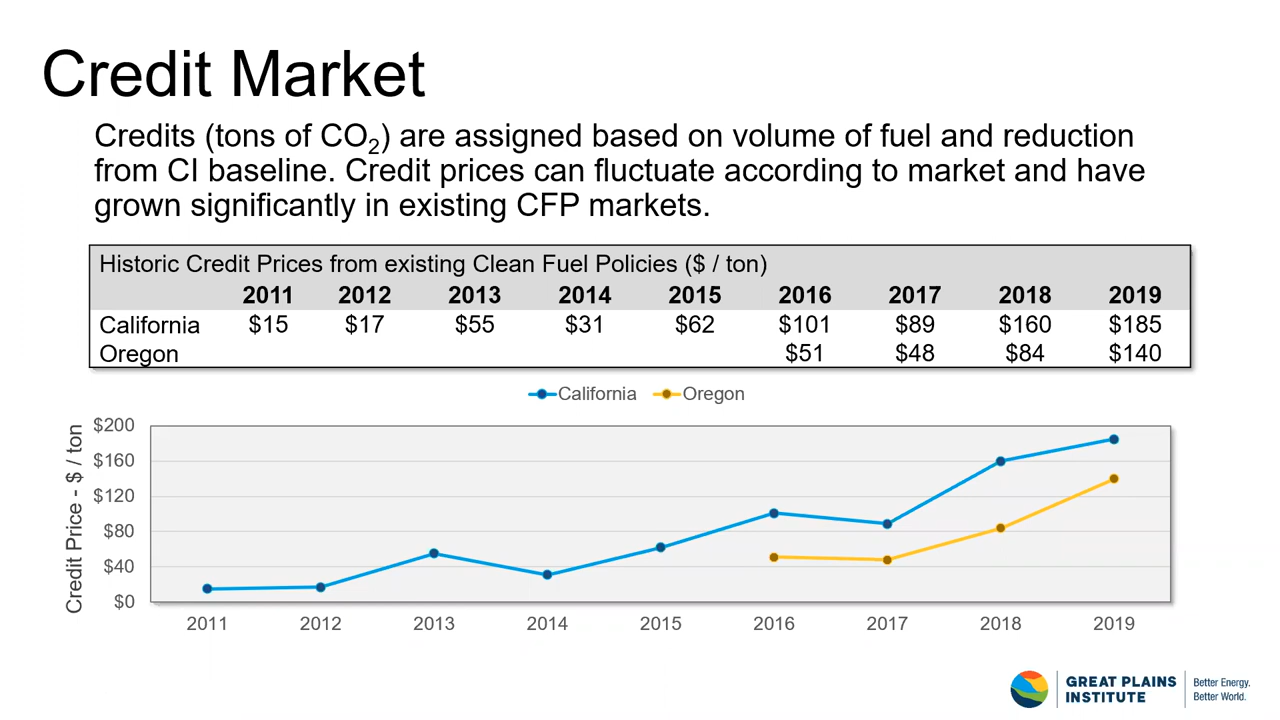 Credit Market
Credits (tons of CO₂) are assigned based on volume of fuel and reduction
from CI baseline. Credit prices can fluctuate according to market and have
grown significantly in existing CFP markets.
Historic Credit Prices from existing Clean Fuel Policies ($ / ton)
2011 2012 2013 2014 2015 2016 2017 2018 2019
California $15 $17 $55 $31 $62 $101 $89 $160 $185
Oregon $51 $48 $84 $140
California Oregon
Credit Price - $ / ton
$200
$160
$120
$80
$40
$0
2011 2012 2013 2014 2015 2016 2017 2018 2019
GREAT PLAINS
INSTITUTE
Better Energy.
Better World.